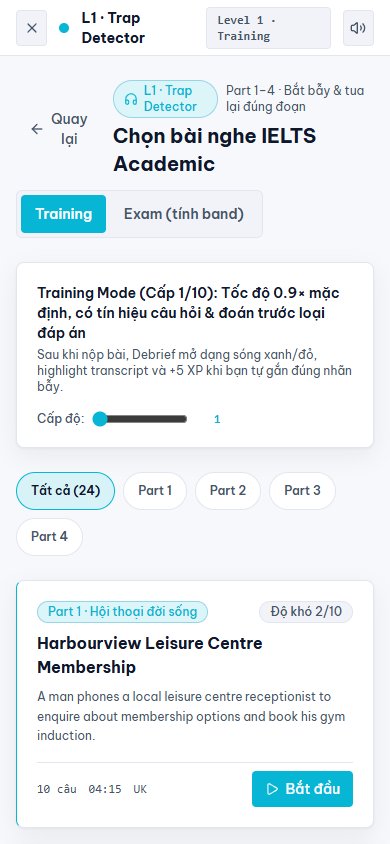 L1 · Trap
Detector
Level 1 ·
Training
Quay
lại
L1 · Trap
Detector
Part 1–4 · Bắt bẫy & tua
lại đúng đoạn
Chọn bài nghe IELTS
Academic
Training
Exam (tính band)
Training Mode (Cấp 1/10): Tốc độ 0.9× mặc
định, có tín hiệu câu hỏi & đoán trước loại
đáp án
Sau khi nộp bài, Debrief mở dạng sóng xanh/đỏ,
highlight transcript và +5 XP khi bạn tự gắn đúng nhãn
bẫy.
Cấp độ:
1
Tất cả (24)
Part 1
Part 2
Part 3
Part 4
Part 1 · Hội thoại đời sống
Độ khó 2/10
Harbourview Leisure Centre
Membership
A man phones a local leisure centre receptionist to
enquire about membership options and book his gym
induction.
10 câu 04:15 UK
Bắt đầu